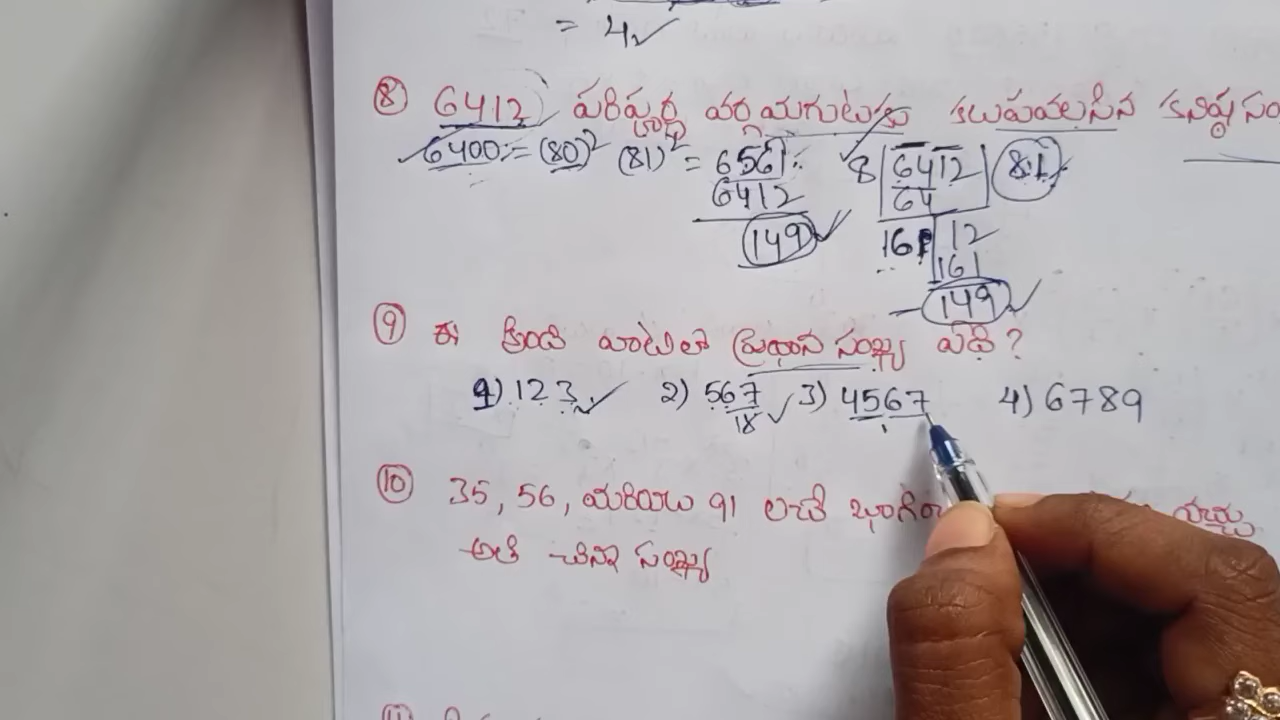 = 4✓
⑧ 6412 పరిపూర్ణ వర్గమగుటకు కలుపవలసిన కనిష్ఠ సం
6400 = (80)² (81)² = 6561 8 6412 81
6412 64
149 161 12
161
149
⑨ ఈ క్రింది వాటిలో ప్రధాన సంఖ్య ఏది?
1) 123 2) 567 3) 4567 4) 6789
18
⑩ 35, 56, మరియు 91 లచే
అతి చిన్న సంఖ్య
⑪